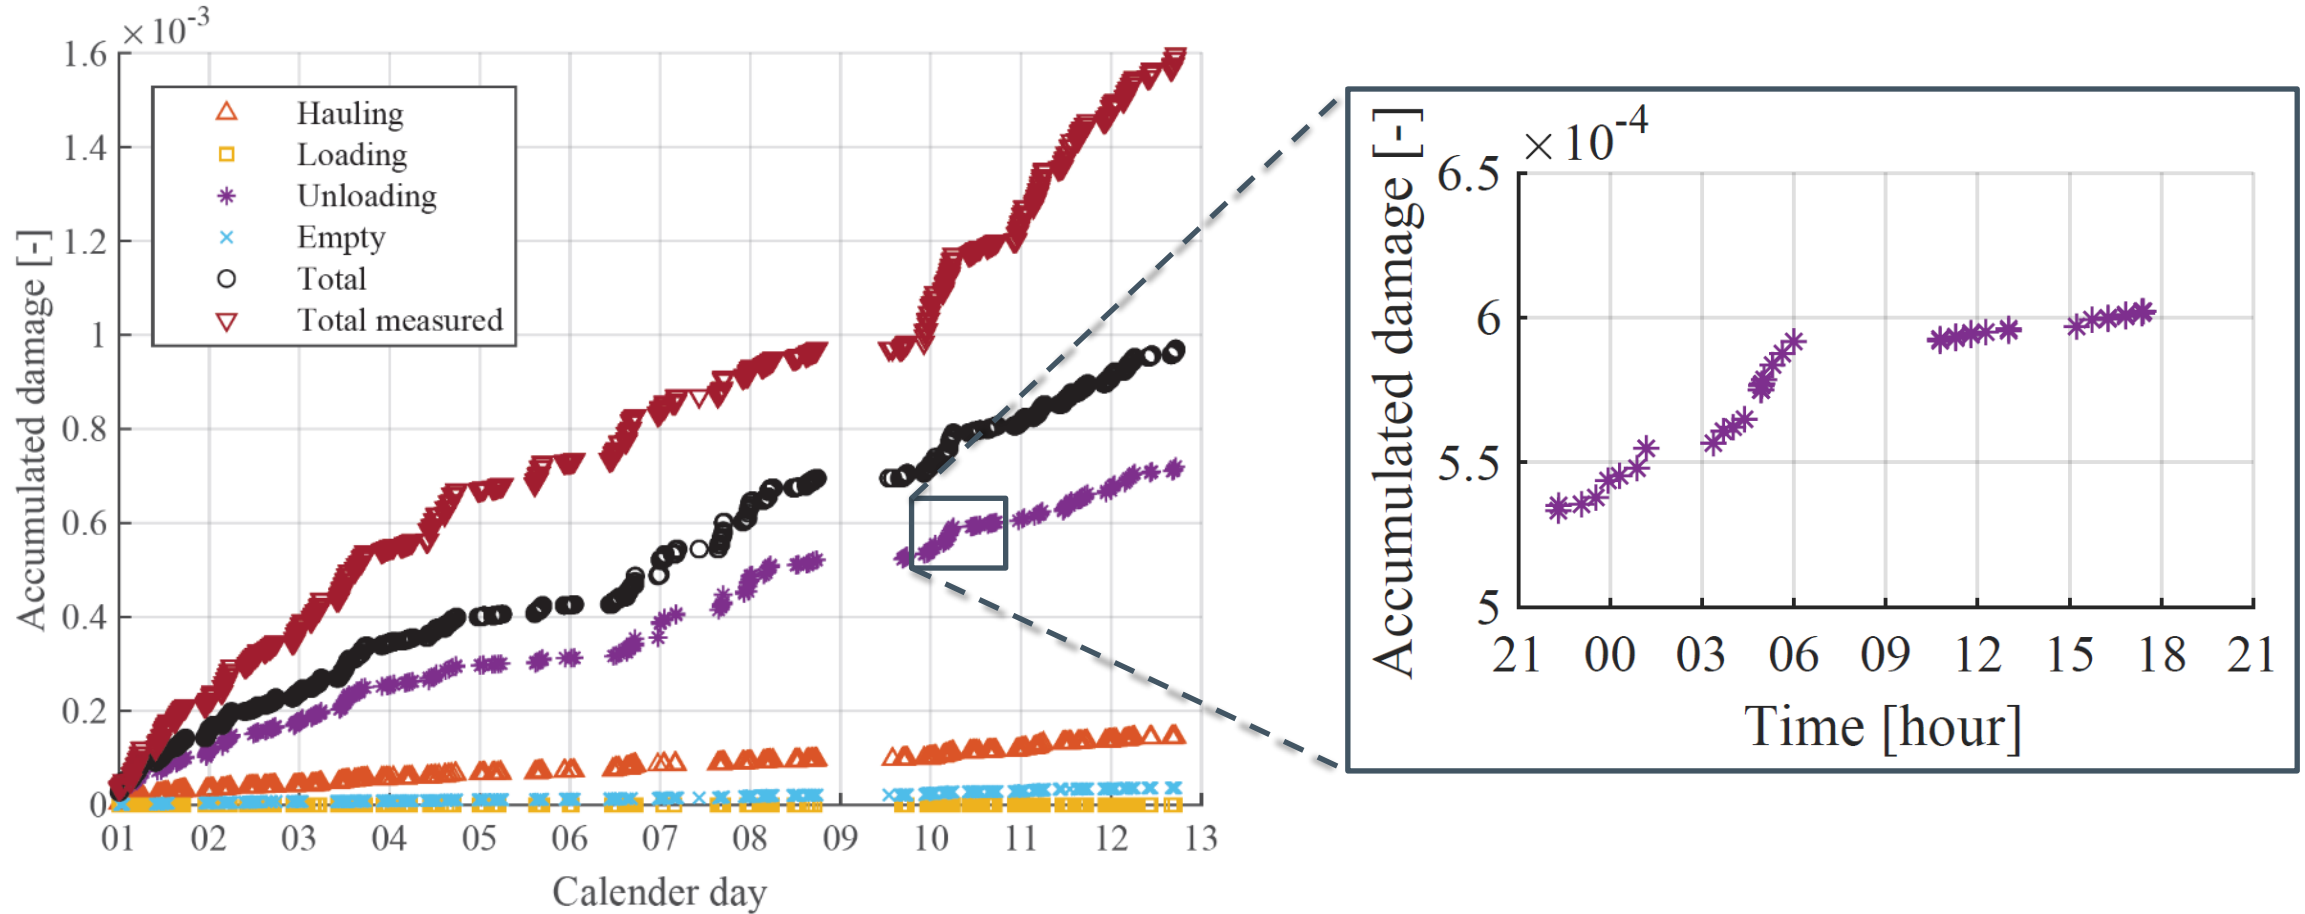 ×10-3
1.6
1.4
1.2
1
0.8
0.6
0.4
0.2
0
Accumulated damage [-]
Hauling
Loading
Unloading
Empty
Total
Total measured
01 02 03 04 05 06 07 08 09 10 11 12 13
Calender day
×10-4
6.5
6
5.5
5
Accumulated damage [-]
21 00 03 06 09 12 15 18 21
Time [hour]